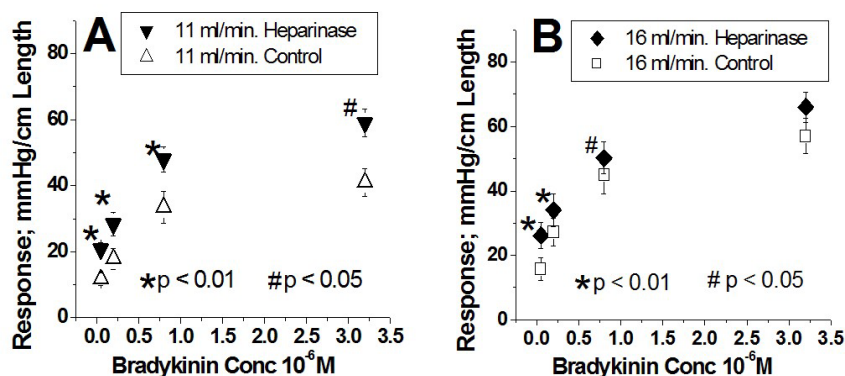 A
11 ml/min. Heparinase
11 ml/min. Control
Response; mmHg/cm Length
80
60
40
20
0
#
*
*
*
*p < 0.01 #p < 0.05
0.0 0.5 1.0 1.5 2.0 2.5 3.0 3.5
Bradykinin Conc 10⁻⁶M
B
16 ml/min. Heparinase
16 ml/min. Control
Response; mmHg/cm Length
80
60
40
20
0
#
*
*
*p < 0.01 # p < 0.05
0.0 0.5 1.0 1.5 2.0 2.5 3.0 3.5
Bradykinin Conc 10⁻⁶M